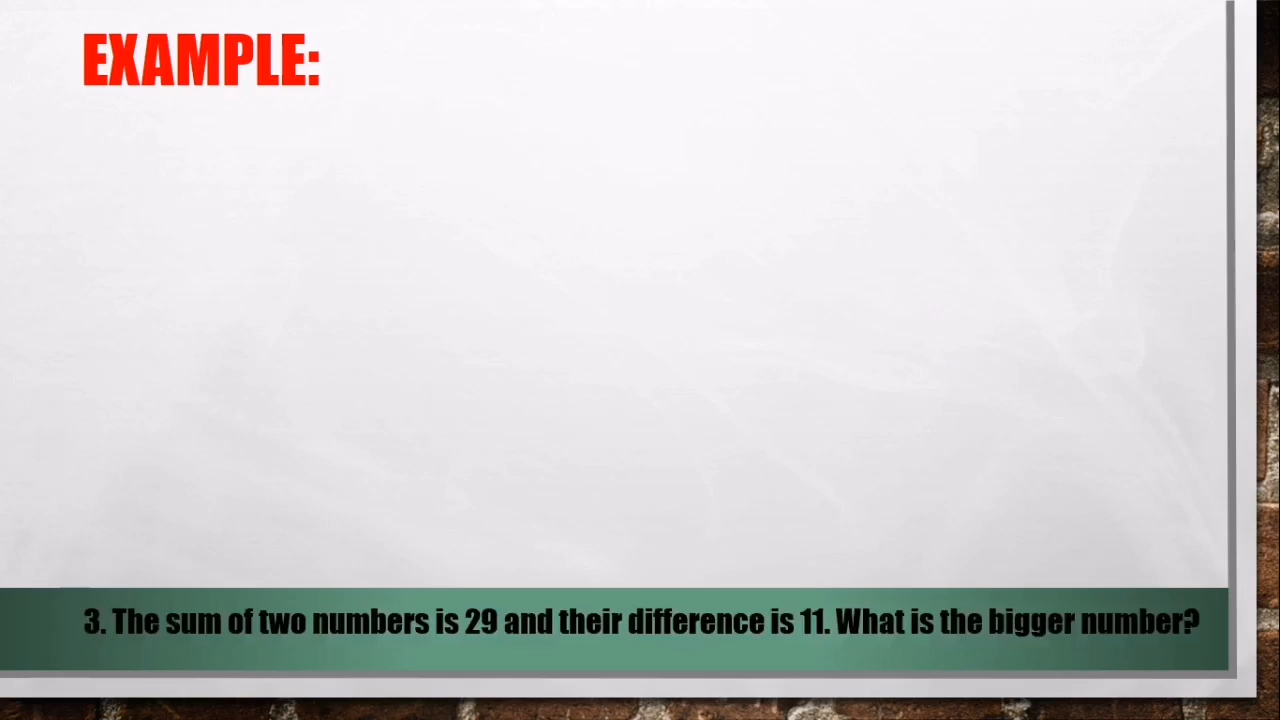 EXAMPLE:
3. The sum of two numbers is 29 and their difference is 11. What is the bigger number?